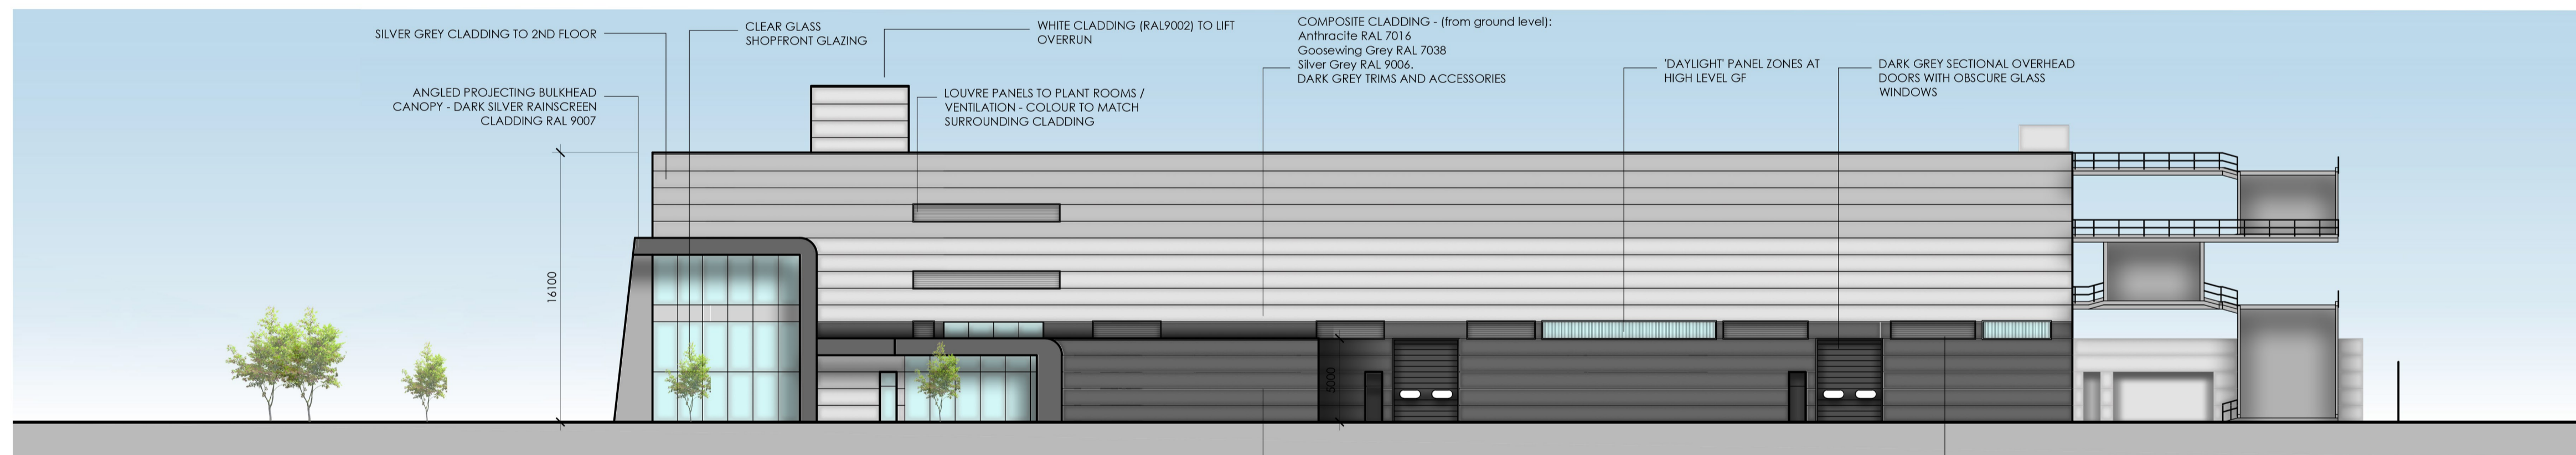 SILVER GREY CLADDING TO 2ND FLOOR
ANGLED PROJECTING BULKHEAD
CANOPY - DARK SILVER RAINSCREEN
CLADDING RAL 9007
CLEAR GLASS
SHOPFRONT GLAZING
WHITE CLADDING (RAL9002) TO LIFT
OVERRUN
LOUVRE PANELS TO PLANT ROOMS /
VENTILATION - COLOUR TO MATCH
SURROUNDING CLADDING
COMPOSITE CLADDING - (from ground level):
Anthracite RAL 7016
Goosewing Grey RAL 7038
Silver Grey RAL 9006.
DARK GREY TRIMS AND ACCESSORIES
'DAYLIGHT' PANEL ZONES AT
HIGH LEVEL GF
DARK GREY SECTIONAL OVERHEAD
DOORS WITH OBSCURE GLASS
WINDOWS
16100
5000